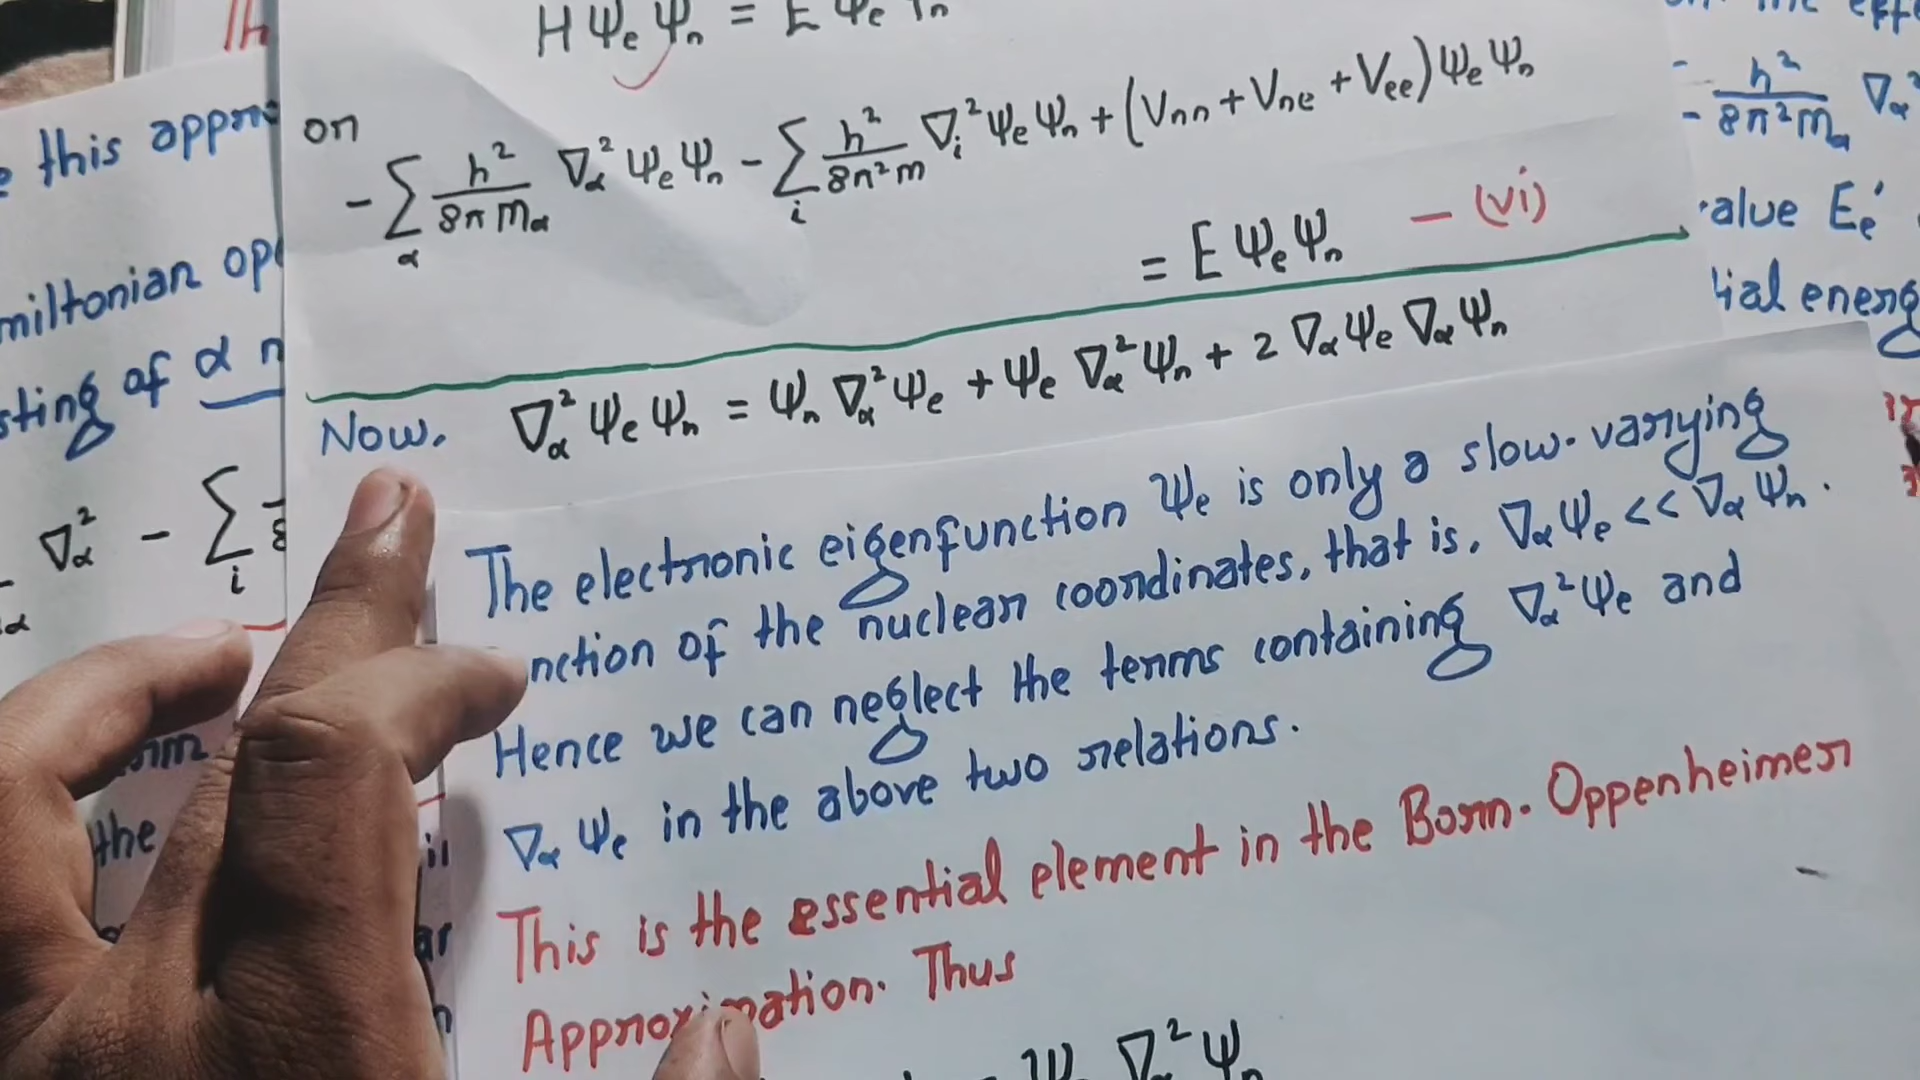 H Ψe Ψn = E Ψe Ψn
on
- Σα h²/8π mα ∇α² Ψe Ψn - Σi h²/8π²m ∇i² Ψe Ψn + (Vnn + Vne + Vee) Ψe Ψn
= E Ψe Ψn — (vi)
Now, ∇α² Ψe Ψn = Ψn ∇α² Ψe + Ψe ∇α² Ψn + 2 ∇α Ψe ∇α Ψn
The electronic eigenfunction Ψe is only a slow-varying
nction of the nuclear coordinates, that is, ∇α Ψe << ∇α Ψn.
Hence we can neglect the terms containing ∇α² Ψe and
∇α Ψe in the above two relations.
This is the essential element in the Born-Oppenheimer
Approximation. Thus
∇α² Ψn
this appro
miltonian ope
sting of α n
∇α² - Σi
the
- h²/8π²mα ∇α²
alue Ee'
tial energ